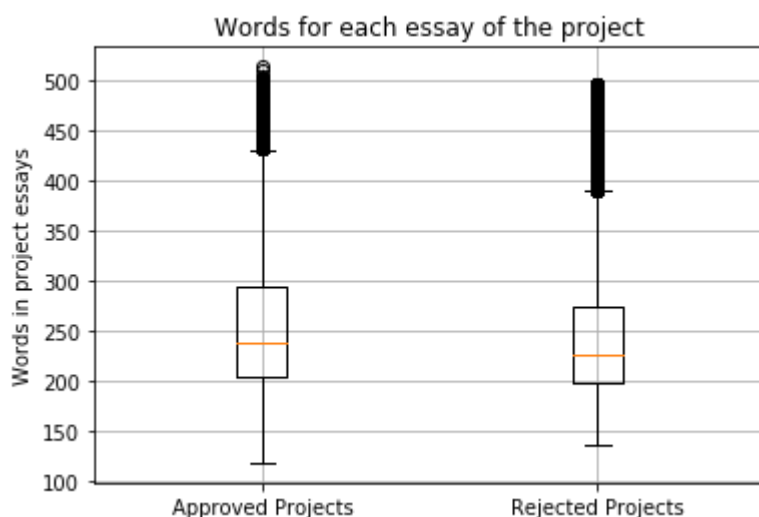 Words for each essay of the project
Words in project essays
500
450
400
350
300
250
200
150
100
Approved Projects
Rejected Projects